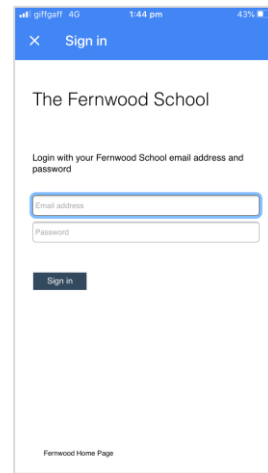 giffgaff 4G 1:44 pm 43%
× Sign in
The Fernwood School
Login with your Fernwood School email address and
password
Email address
Password
Sign in
Fernwood Home Page